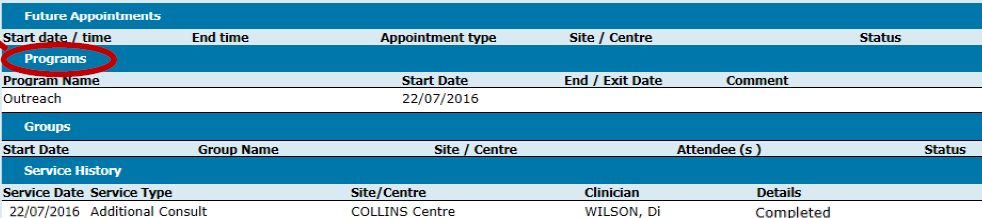 Future Appointments
Start date / time End time Appointment type Site / Centre Status
Programs
Program Name Start Date End / Exit Date Comment
Outreach 22/07/2016
Groups
Start Date Group Name Site / Centre Attendee (s ) Status
Service History
Service Date Service Type Site/Centre Clinician Details
22/07/2016 Additional Consult COLLINS Centre WILSON, Di Completed